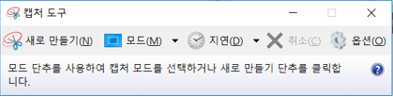 캡처 도구
새로 만들기(N) 모드(M) 지연(D) 취소(C) 옵션(O)
모드 단추를 사용하여 캡처 모드를 선택하거나 새로 만들기 단추를 클릭합
니다.